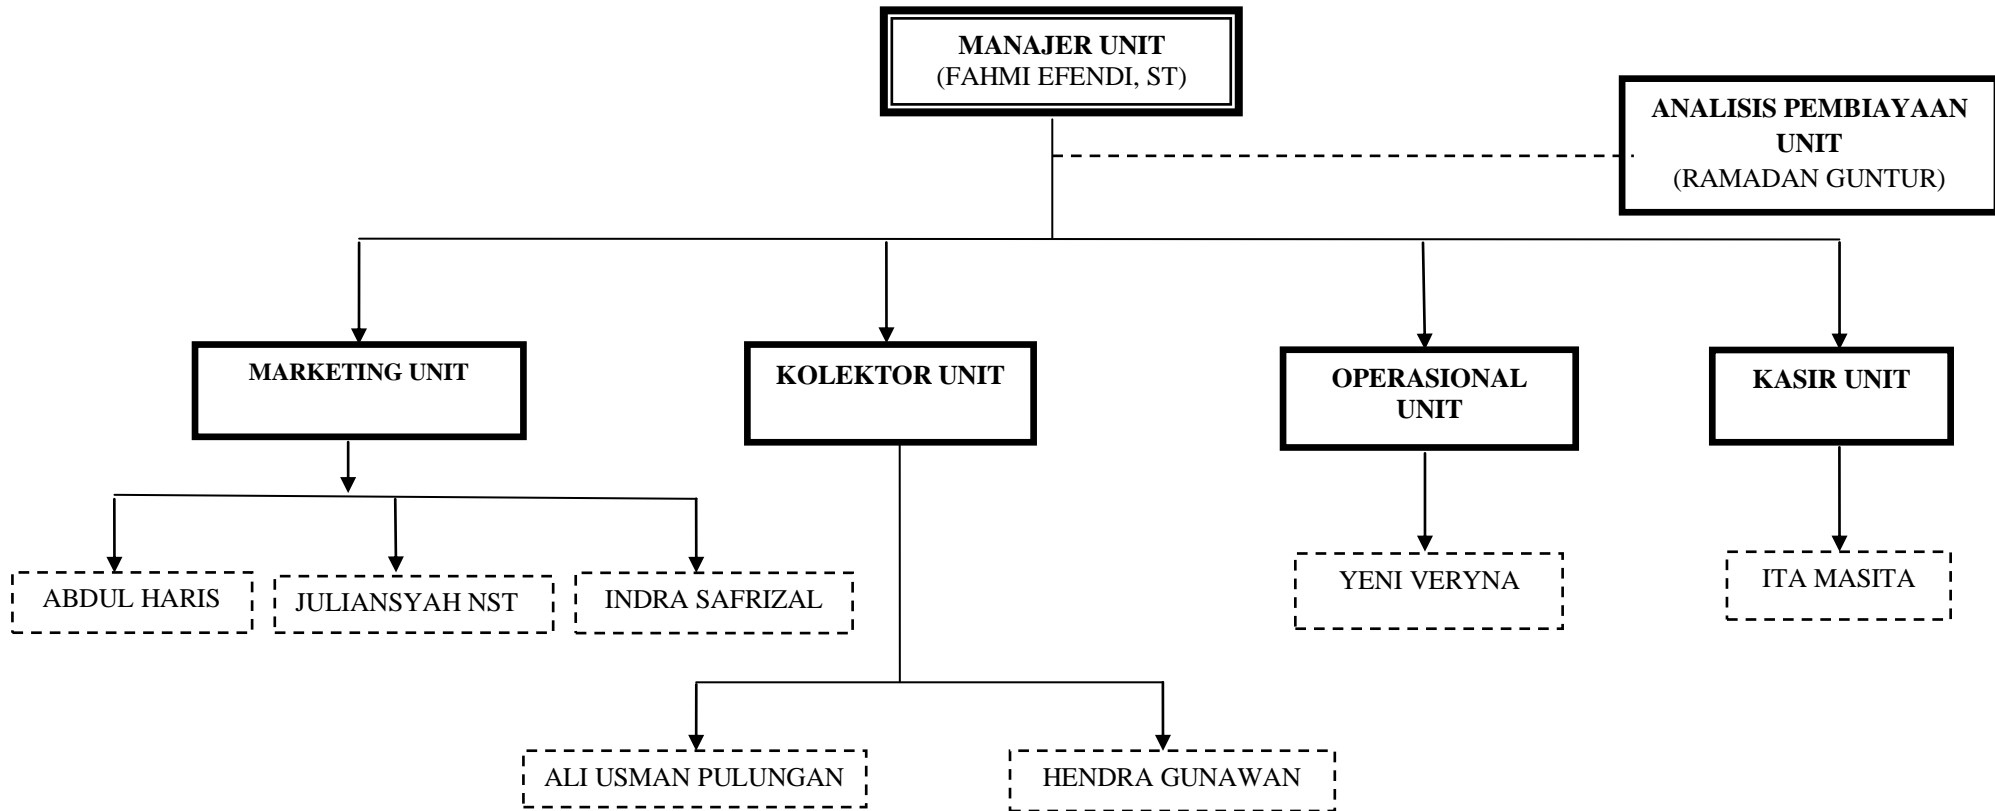 MANAJER UNIT
(FAHMI EFENDI, ST)
ANALISIS PEMBIAYAAN
UNIT
(RAMADAN GUNTUR)
MARKETING UNIT
KOLEKTOR UNIT
OPERASIONAL
UNIT
KASIR UNIT
ABDUL HARIS
JULIANSYAH NST
INDRA SAFRIZAL
YENI VERYNA
ITA MASITA
ALI USMAN PULUNGAN
HENDRA GUNAWAN